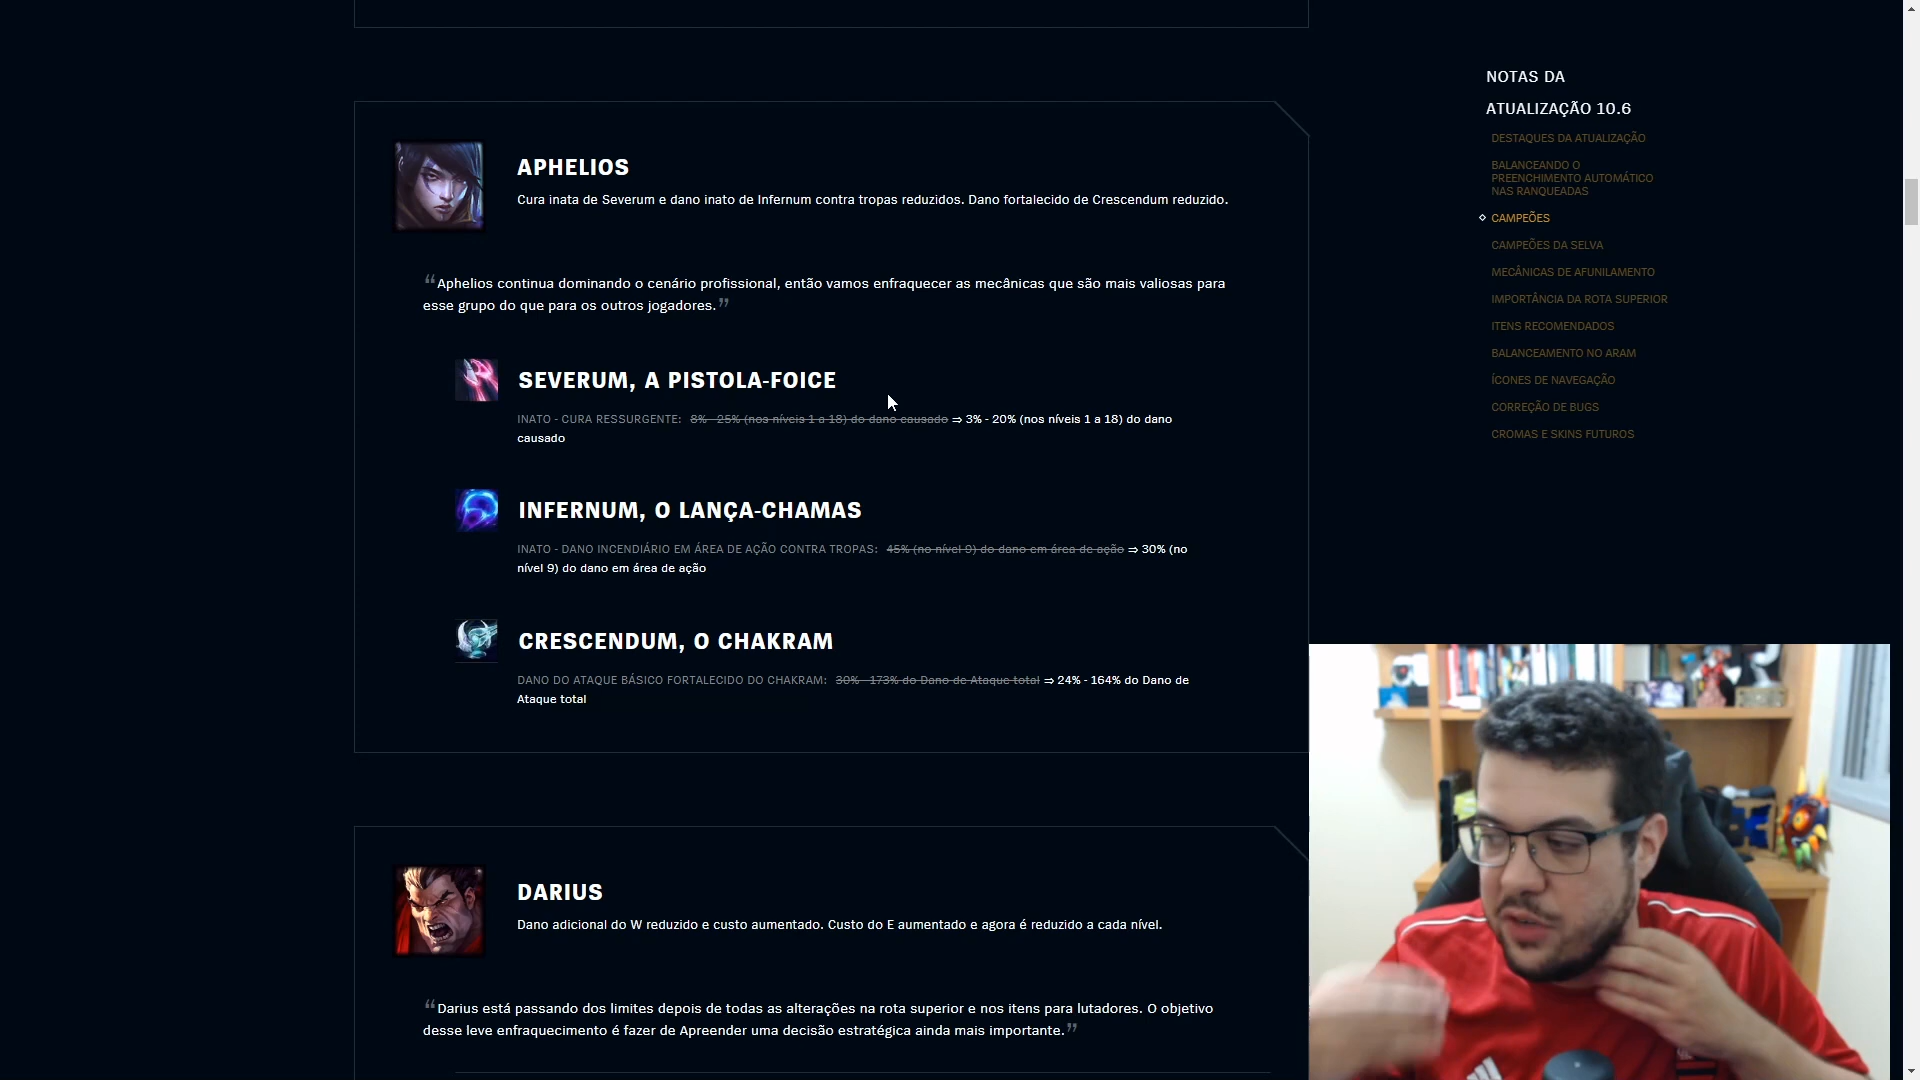 NOTAS DA
ATUALIZAÇÃO 10.6
DESTAQUES DA ATUALIZAÇÃO
BALANCEANDO O
PREENCHIMENTO AUTOMÁTICO
NAS RANQUEADAS
CAMPEÕES
CAMPEÕES DA SELVA
MECÂNICAS DE AFUNILAMENTO
IMPORTÂNCIA DA ROTA SUPERIOR
ITENS RECOMENDADOS
BALANCEAMENTO NO ARAM
ÍCONES DE NAVEGAÇÃO
CORREÇÃO DE BUGS
CROMAS E SKINS FUTUROS
APHELIOS
Cura inata de Severum e dano inato de Infernum contra tropas reduzidos. Dano fortalecido de Crescendum reduzido.
“Aphelios continua dominando o cenário profissional, então vamos enfraquecer as mecânicas que são mais valiosas para
esse grupo do que para os outros jogadores.”
SEVERUM, A PISTOLA-FOICE
INATO - CURA RESSURGENTE: 8% - 25% (nos níveis 1 a 18) do dano causado ⇒ 3% - 20% (nos níveis 1 a 18) do dano
causado
INFERNUM, O LANÇA-CHAMAS
INATO - DANO INCENDIÁRIO EM ÁREA DE AÇÃO CONTRA TROPAS: 45% (no nível 9) do dano em área de ação ⇒ 30% (no
nível 9) do dano em área de ação
CRESCENDUM, O CHAKRAM
DANO DO ATAQUE BÁSICO FORTALECIDO DO CHAKRAM: 30% - 173% do Dano de Ataque total ⇒ 24% - 164% do Dano de
Ataque total
DARIUS
Dano adicional do W reduzido e custo aumentado. Custo do E aumentado e agora é reduzido a cada nível.
“Darius está passando dos limites depois de todas as alterações na rota superior e nos itens para lutadores. O objetivo
desse leve enfraquecimento é fazer de Apreender uma decisão estratégica ainda mais importante.”